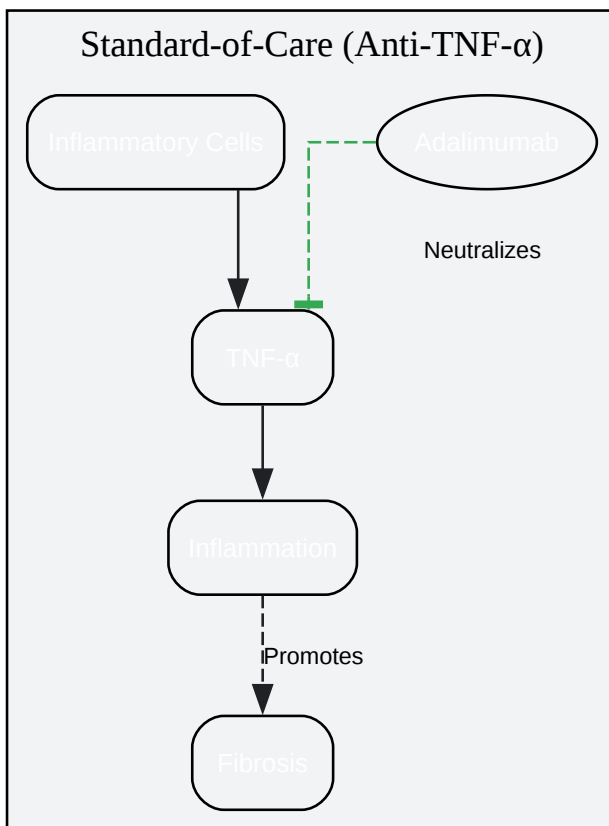 Standard-of-Care (Anti-TNF-α)
Inflammatory Cells
Adalimumab
Neutralizes
TNF-α
Inflammation
Promotes
Fibrosis